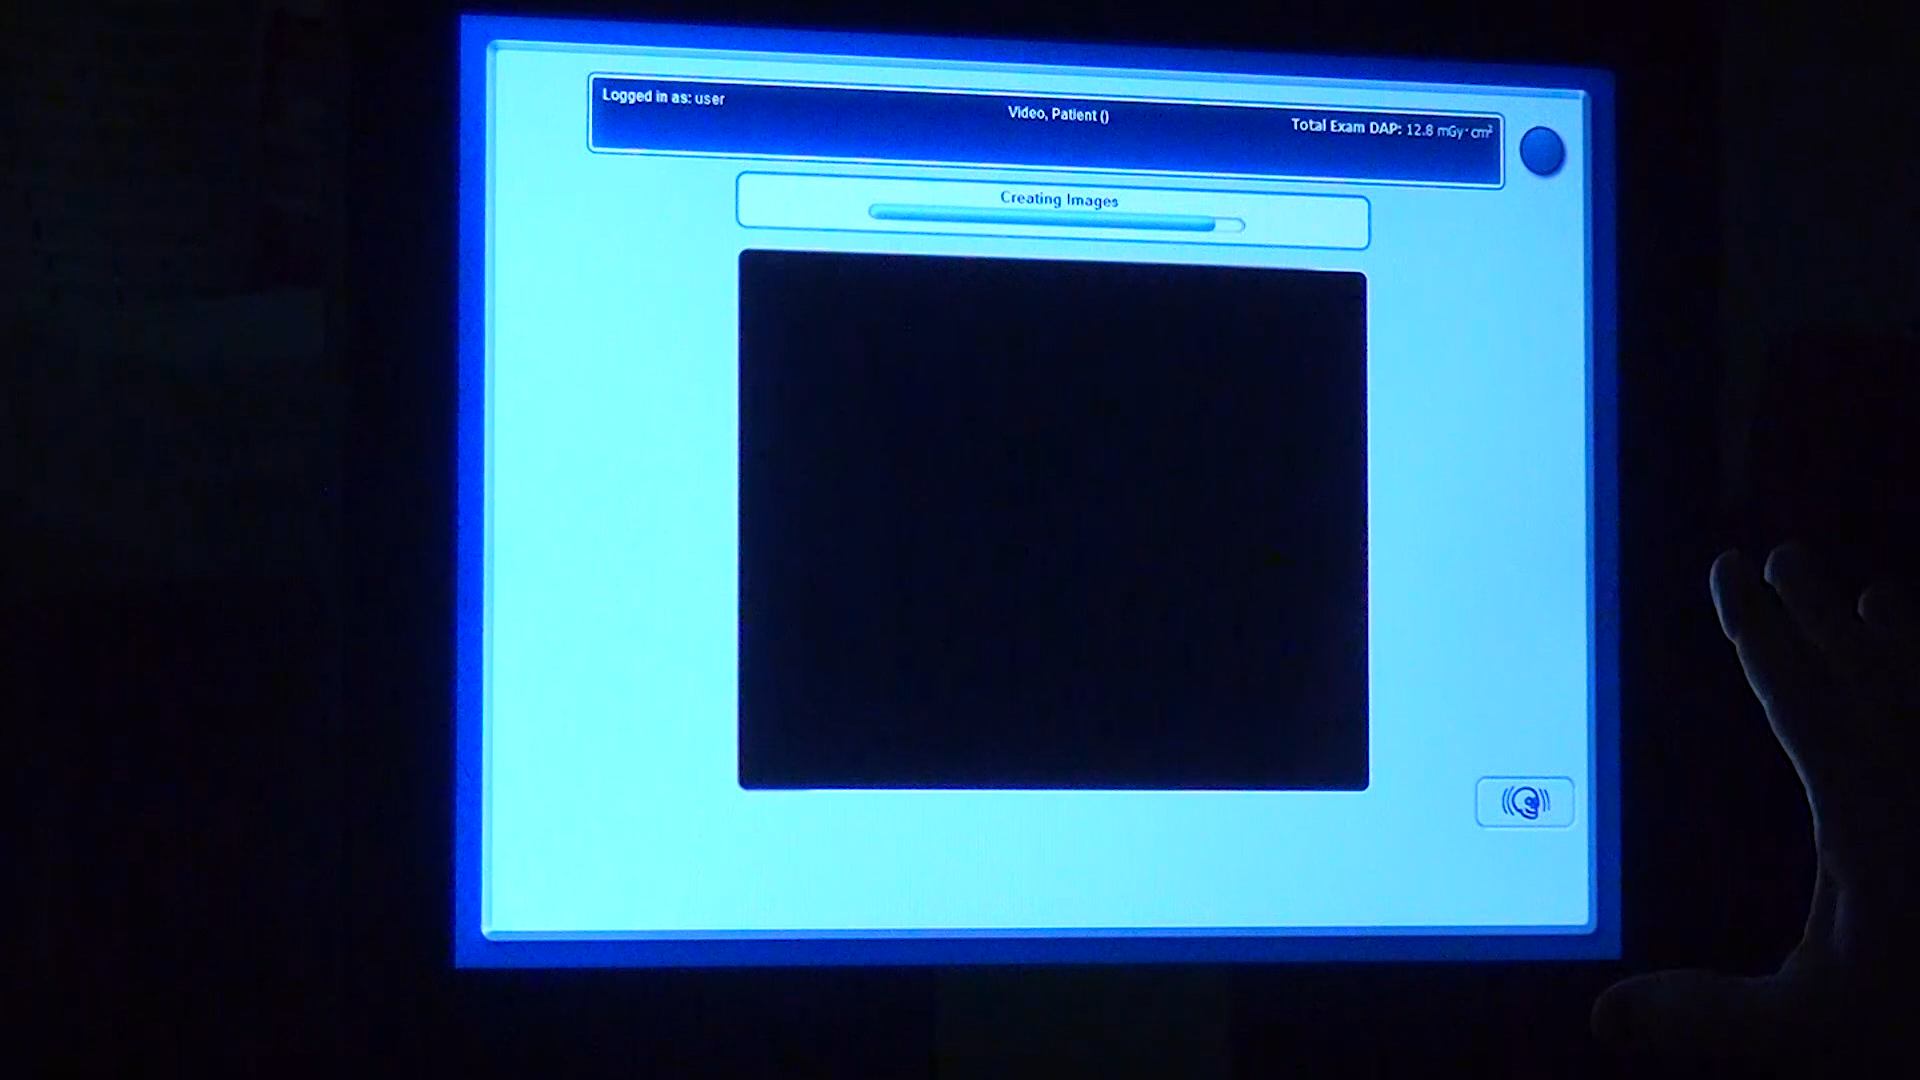 Logged in as: user
Video, Patient ()
Total Exam DAP: 12.8 mGy·cm²
Creating Images